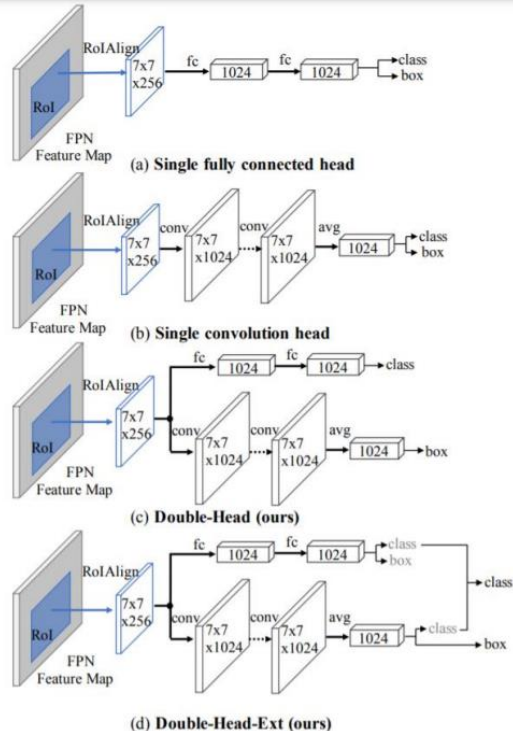 RoIAlign
7x7
x256
fc
1024
fc
1024
class
box
RoI
FPN
Feature Map
(a) Single fully connected head
RoIAlign
7x7
x256
conv
7x7
x1024
conv
7x7
x1024
avg
1024
class
box
RoI
FPN
Feature Map
(b) Single convolution head
RoIAlign
7x7
x256
fc
1024
fc
1024
class
conv
7x7
x1024
conv
7x7
x1024
avg
1024
box
RoI
FPN
Feature Map
(c) Double-Head (ours)
RoIAlign
7x7
x256
fc
1024
fc
1024
class
box
class
conv
7x7
x1024
conv
7x7
x1024
avg
1024
class
box
RoI
FPN
Feature Map
(d) Double-Head-Ext (ours)